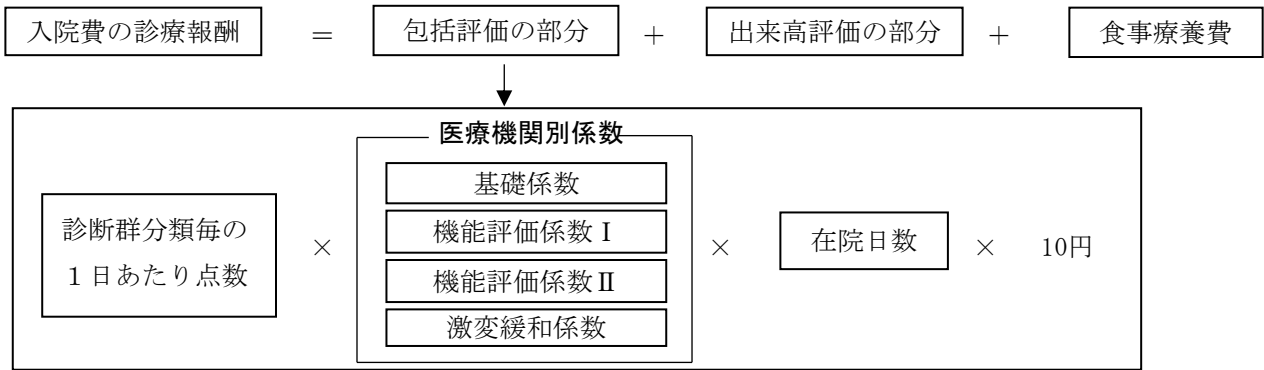 入院費の診療報酬 ＝ 包括評価の部分 ＋ 出来高評価の部分 ＋ 食事療養費
医療機関別係数
基礎係数
診断群分類毎の
１日あたり点数
×
機能評価係数Ⅰ
機能評価係数Ⅱ
激変緩和係数
× 在院日数 × 10円